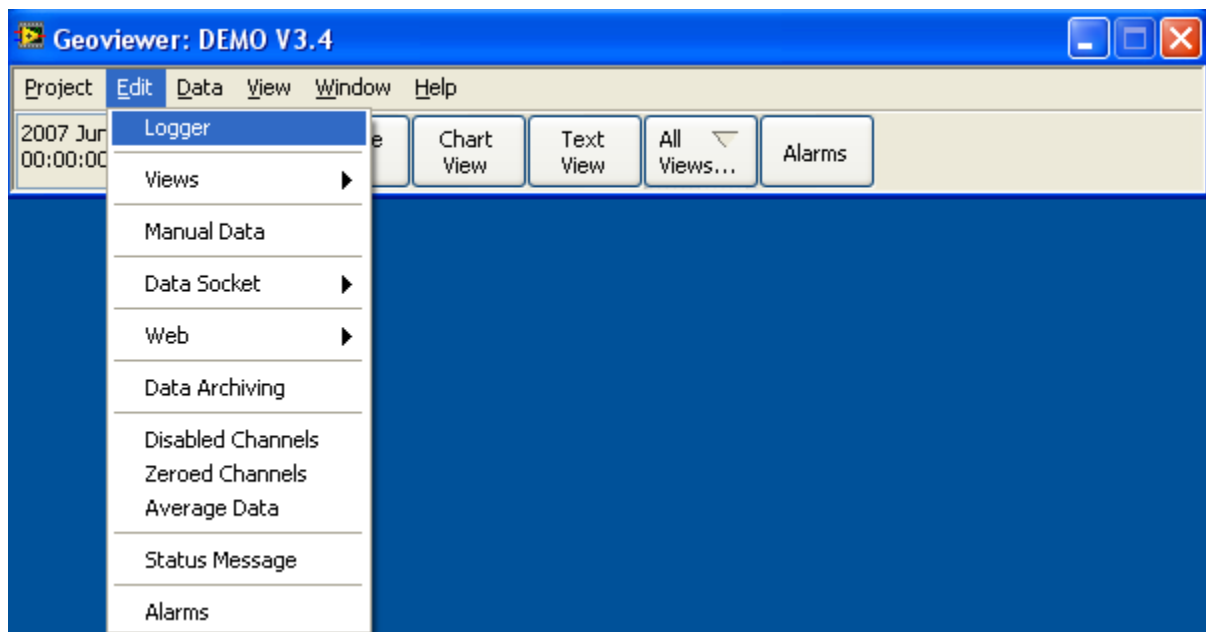 Geoviewer: DEMO V3.4
Project Edit Data View Window Help
2007 Jun
00:00:00
Chart
View
Text
View
All
Views...
Alarms
Logger
Views
Manual Data
Data Socket
Web
Data Archiving
Disabled Channels
Zeroed Channels
Average Data
Status Message
Alarms